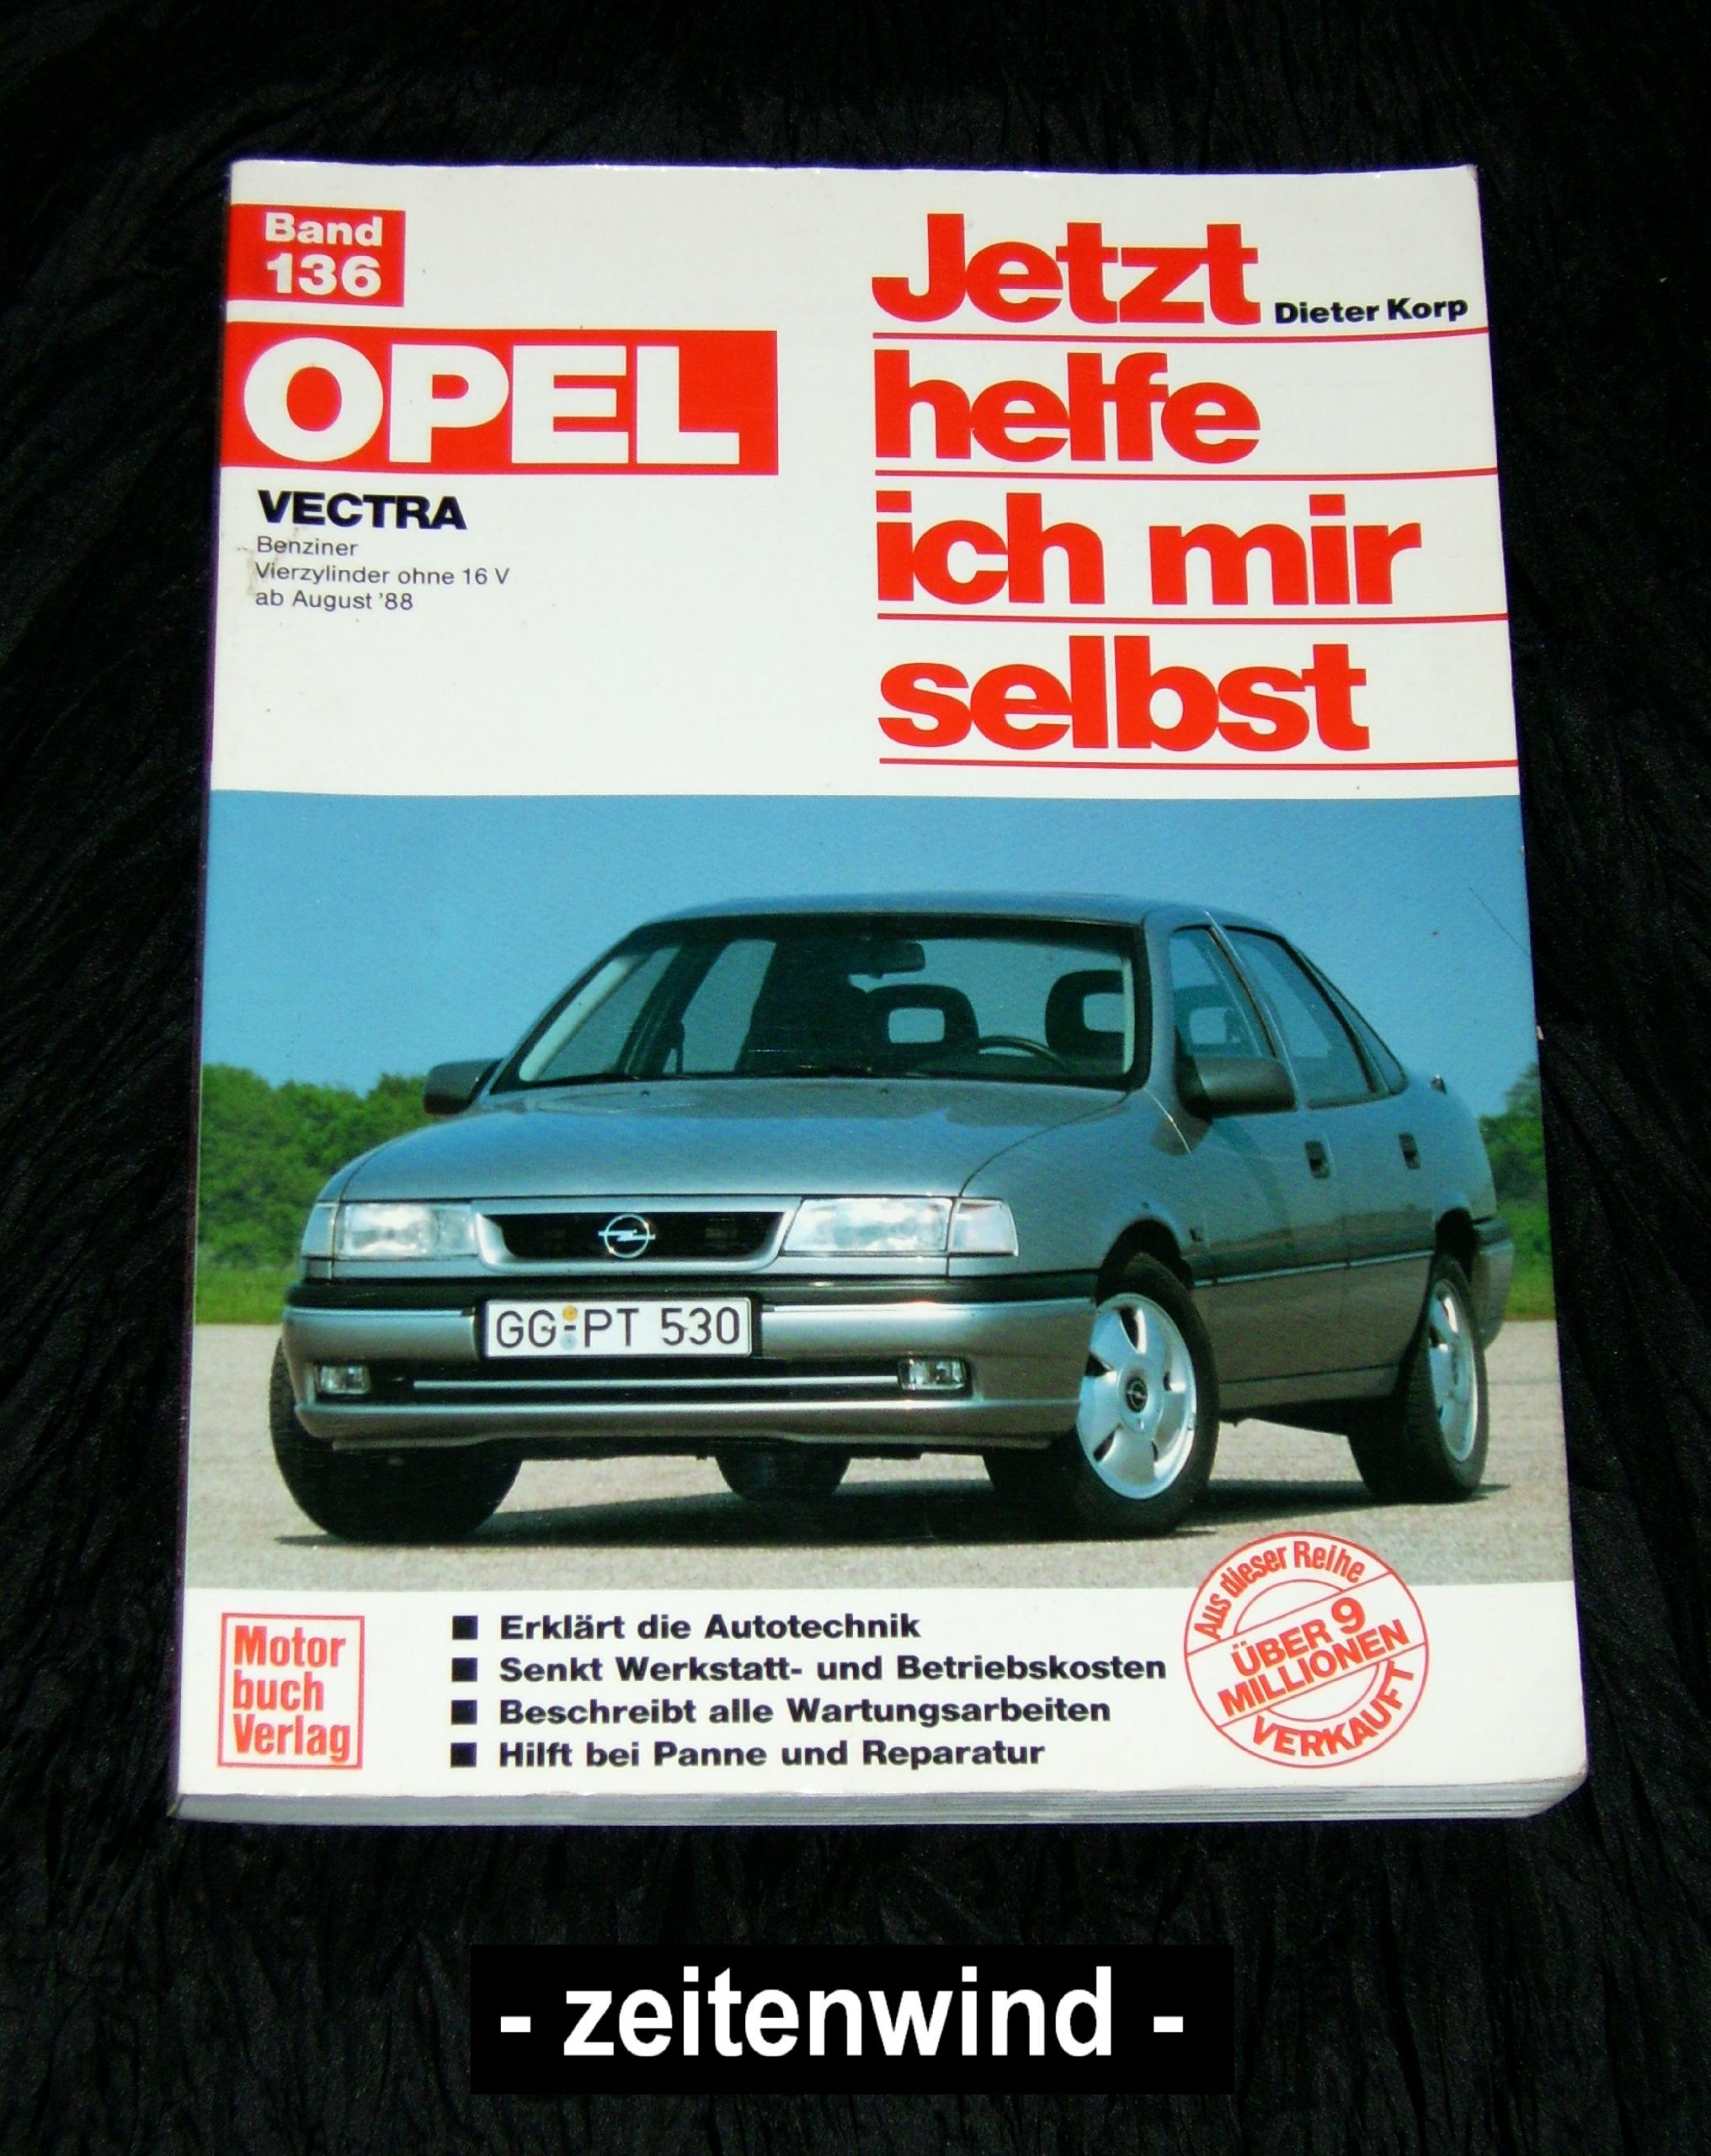 Band
136
OPEL
VECTRA
Benziner
Vierzylinder ohne 16 V
ab August '88
Jetzt
Dieter Korp
helfe
ich mir
selbst
GG-PT 530
Motor
buch
Verlag
■ Erklärt die Autotechnik
■ Senkt Werkstatt- und Betriebskosten
■ Beschreibt alle Wartungsarbeiten
■ Hilft bei Panne und Reparatur
Aus dieser Reihe
ÜBER 9
MILLIONEN
VERKAUFT
- zeitenwind -